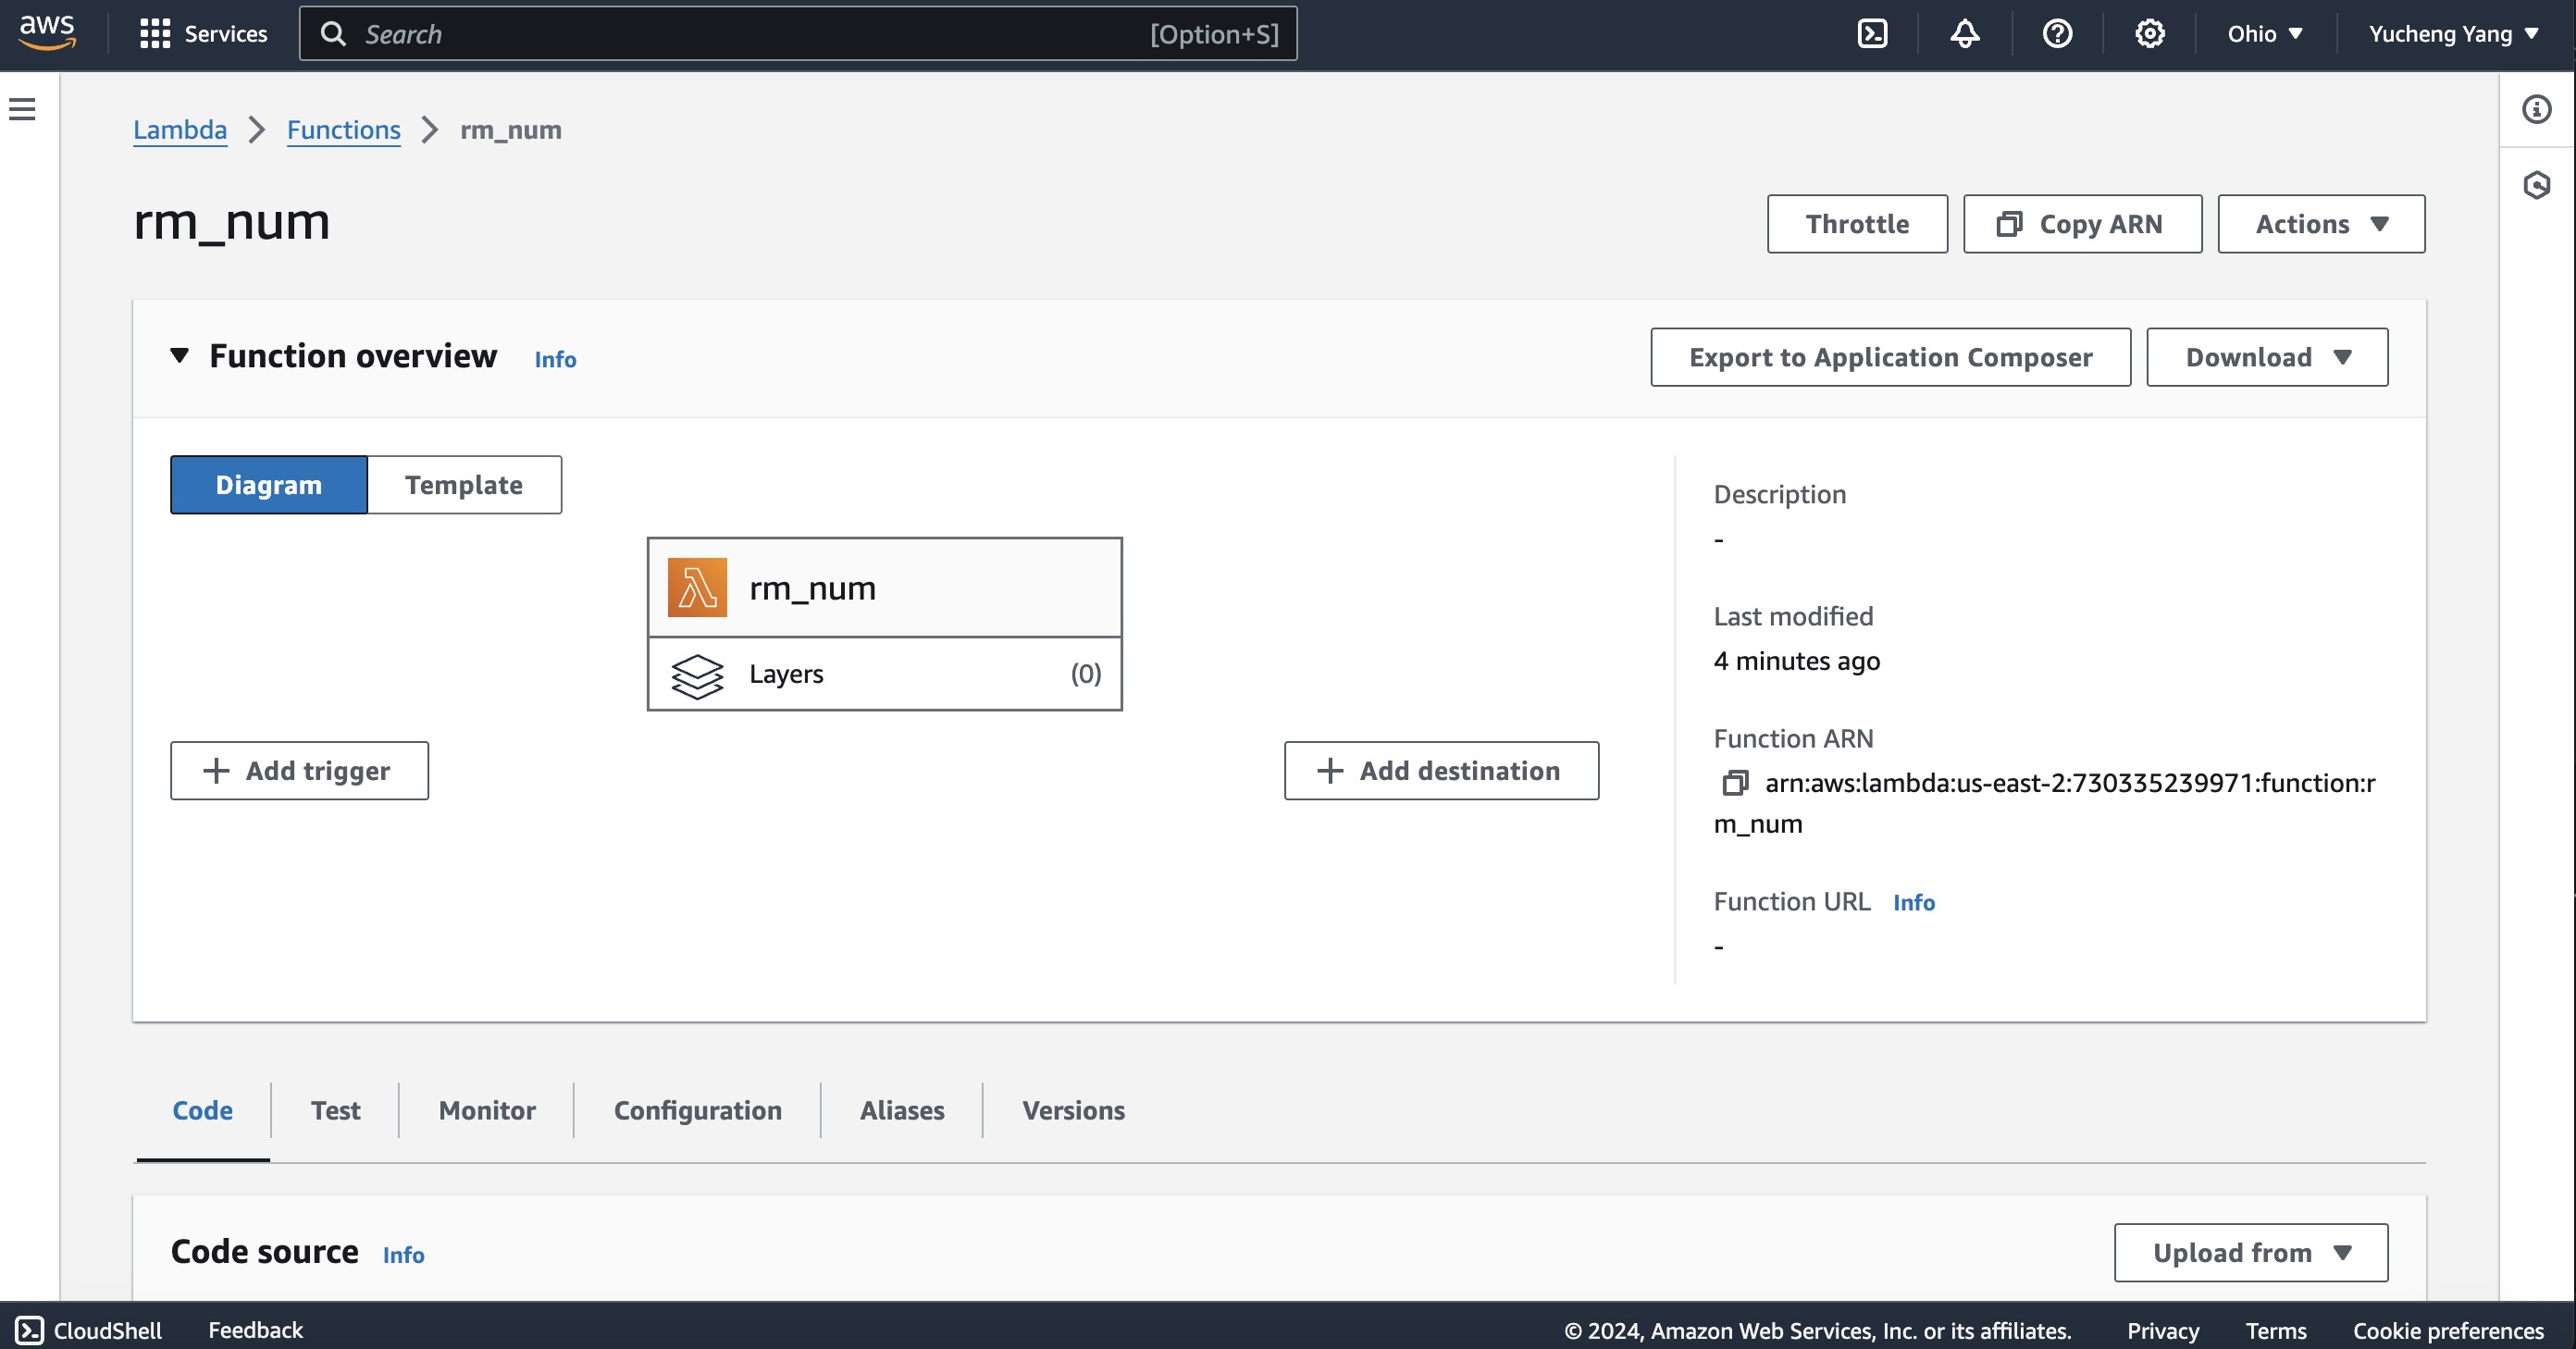 aws
Services
Search [Option+S]
Ohio
Yucheng Yang
Lambda
Functions
rm_num
rm_num
Throttle
Copy ARN
Actions
Function overview Info
Export to Application Composer
Download
Diagram
Template
rm_num
Layers (0)
Add trigger
Add destination
Description
-
Last modified
4 minutes ago
Function ARN
arn:aws:lambda:us-east-2:730335239971:function:r
m_num
Function URL Info
-
Code
Test
Monitor
Configuration
Aliases
Versions
Code source Info
Upload from
CloudShell
Feedback
© 2024, Amazon Web Services, Inc. or its affiliates.
Privacy
Terms
Cookie preferences